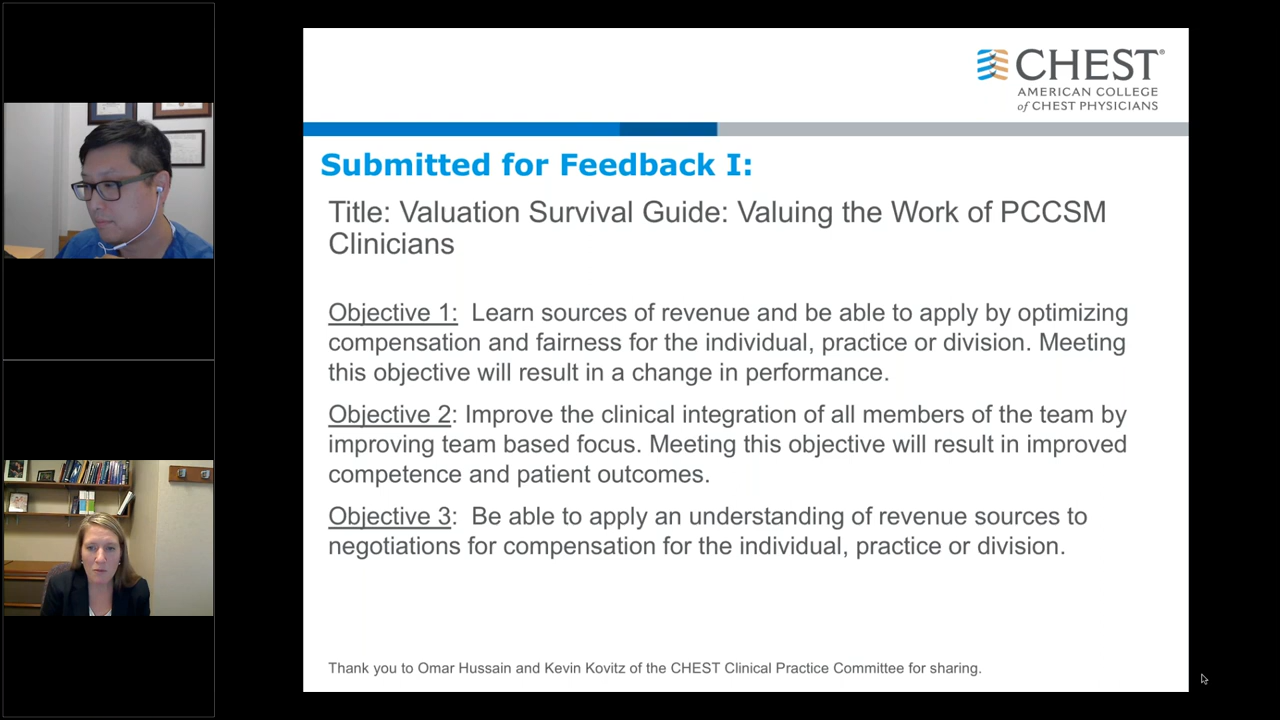 CHEST®
AMERICAN COLLEGE
of CHEST PHYSICIANS
Submitted for Feedback I:
Title: Valuation Survival Guide: Valuing the Work of PCCSM
Clinicians
Objective 1: Learn sources of revenue and be able to apply by optimizing
compensation and fairness for the individual, practice or division. Meeting
this objective will result in a change in performance.
Objective 2: Improve the clinical integration of all members of the team by
improving team based focus. Meeting this objective will result in improved
competence and patient outcomes.
Objective 3: Be able to apply an understanding of revenue sources to
negotiations for compensation for the individual, practice or division.
Thank you to Omar Hussain and Kevin Kovitz of the CHEST Clinical Practice Committee for sharing.